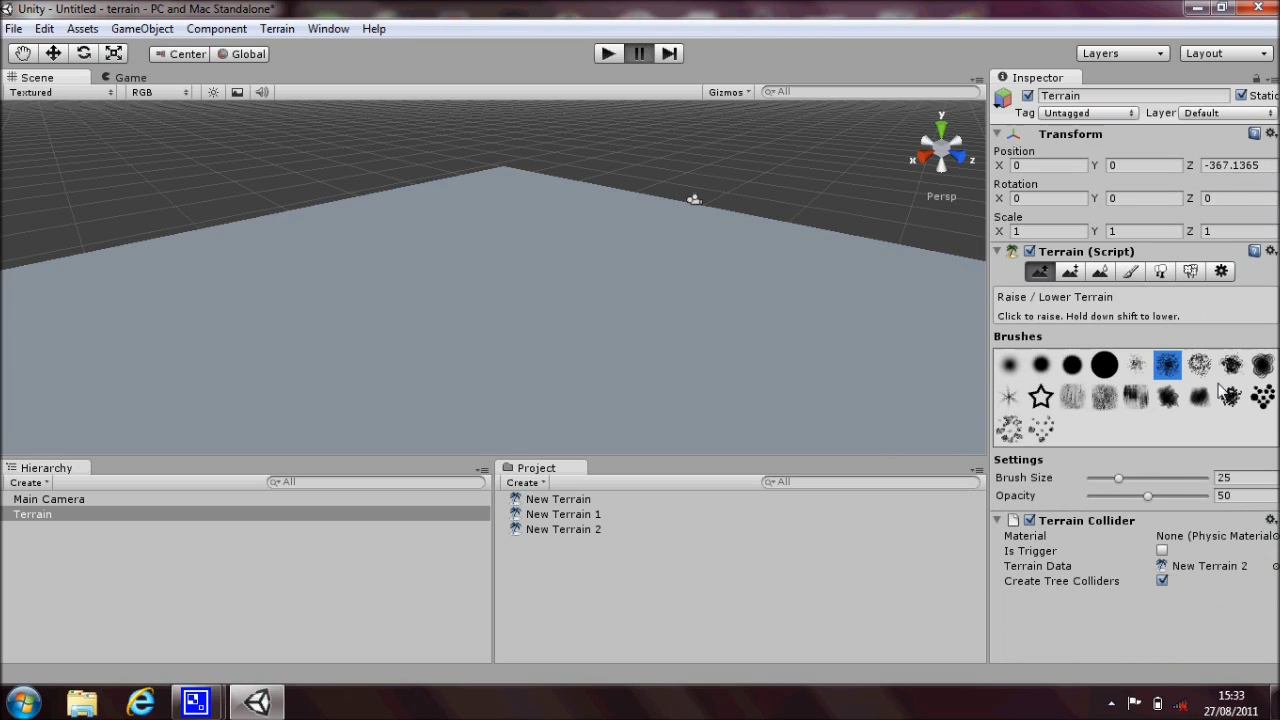 Unity - Untitled - terrain - PC and Mac Standalone*
File Edit Assets GameObject Component Terrain Window Help
Center Global Layers Layout
Scene Game
Textured RGB Gizmos All
y
x z
Persp
Inspector
Terrain Static
Tag Untagged Layer Default
Transform
Position
X 0 Y 0 Z -367.1365
Rotation
X 0 Y 0 Z 0
Scale
X 1 Y 1 Z 1
Terrain (Script)
Raise / Lower Terrain
Click to raise. Hold down shift to lower.
Brushes
Settings
Brush Size 25
Opacity 50
Terrain Collider
Material None (Physic Material
Is Trigger
Terrain Data New Terrain 2
Create Tree Colliders
Hierarchy
Create All
Main Camera
Terrain
Project
Create All
New Terrain
New Terrain 1
New Terrain 2
15:33
27/08/2011